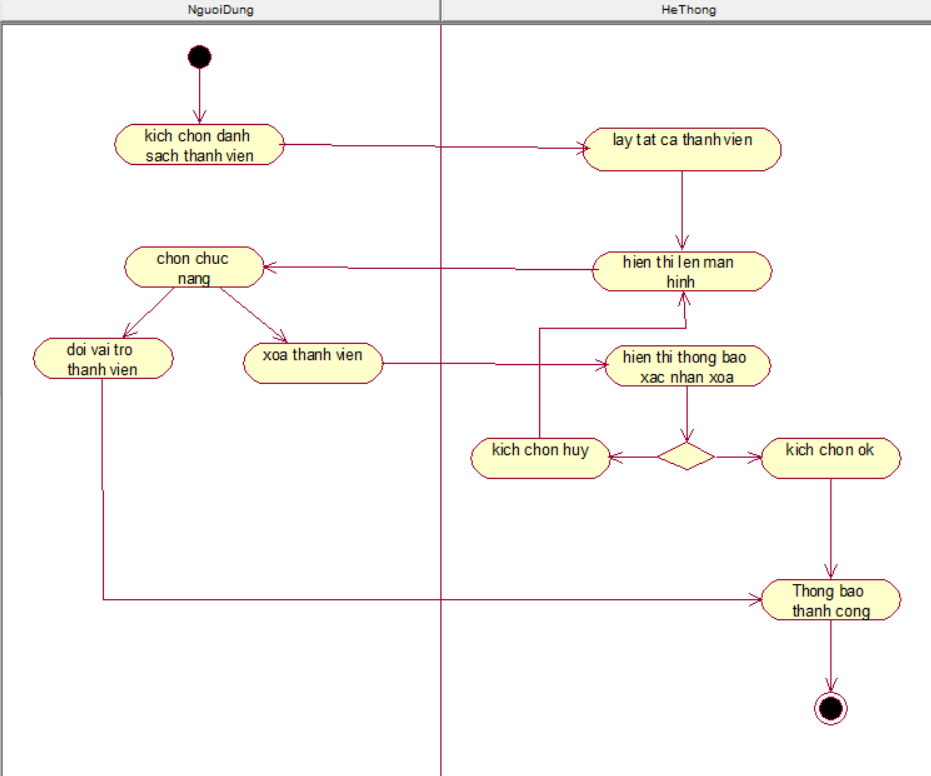 NguoiDung
HeThong
kich chon danh
sach thanh vien
lay tat ca thanh vien
chon chuc
nang
hien thi len man
hinh
doi vai tro
thanh vien
xoa thanh vien
hien thi thong bao
xac nhan xoa
kich chon huy
kich chon ok
Thong bao
thanh cong